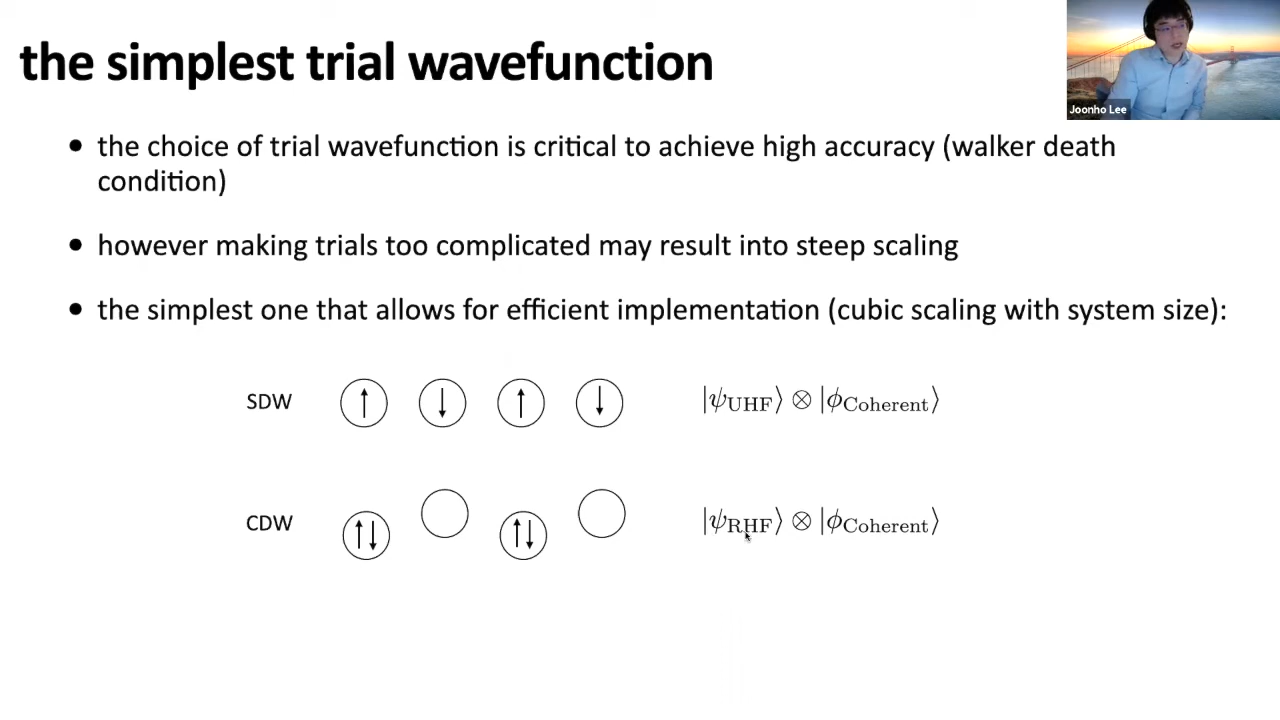 the simplest trial wavefunction
Joonho Lee
• the choice of trial wavefunction is critical to achieve high accuracy (walker death
condition)
• however making trials too complicated may result into steep scaling
• the simplest one that allows for efficient implementation (cubic scaling with system size):
SDW ↑ ↓ ↑ ↓ |ψUHF⟩ ⊗ |ϕCoherent⟩
CDW ↑↓ ↑↓ |ψRHF⟩ ⊗ |ϕCoherent⟩